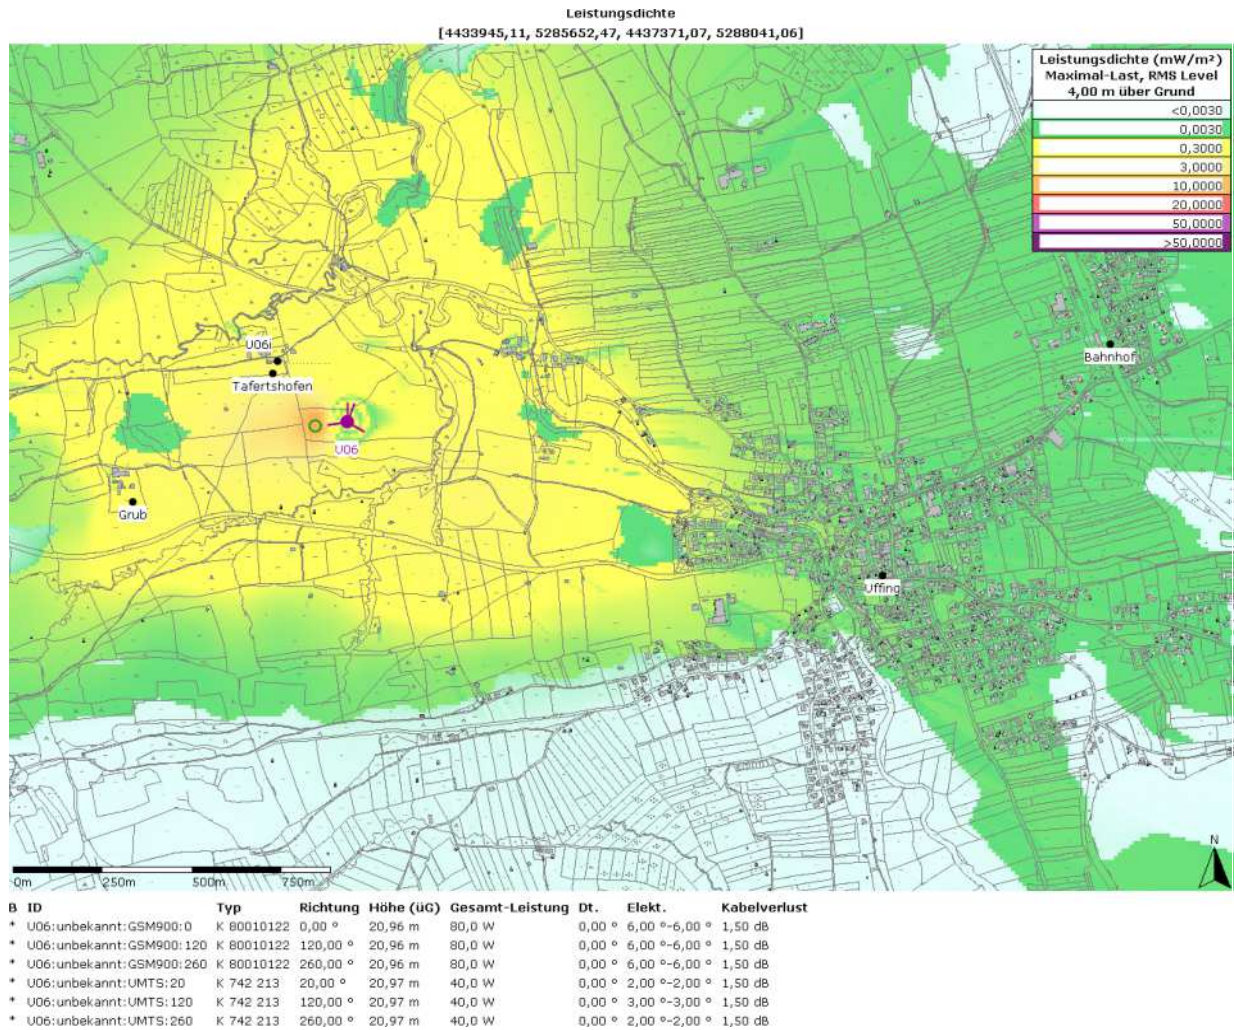 Leistungsdichte
[4433945,11, 5285652,47, 4437371,07, 5288041,06]
Leistungsdichte (mW/m²)
Maximal-Last, RMS Level
4,00 m über Grund
<0,0030
0,0030
0,3000
3,0000
10,0000
20,0000
50,0000
>50,0000
U06i
Tafertshofen
Bahnhof
U06
Grub
Uffing
N
0m 250m 500m 750m
B ID Typ Richtung Höhe (üG) Gesamt-Leistung Dt. Elekt. Kabelverlust
* U06:unbekannt:GSM900:0 K 80010122 0,00 ° 20,96 m 80,0 W 0,00 ° 6,00 °-6,00 ° 1,50 dB
* U06:unbekannt:GSM900:120 K 80010122 120,00 ° 20,96 m 80,0 W 0,00 ° 6,00 °-6,00 ° 1,50 dB
* U06:unbekannt:GSM900:260 K 80010122 260,00 ° 20,96 m 80,0 W 0,00 ° 6,00 °-6,00 ° 1,50 dB
* U06:unbekannt:UMTS:20 K 742 213 20,00 ° 20,97 m 40,0 W 0,00 ° 2,00 °-2,00 ° 1,50 dB
* U06:unbekannt:UMTS:120 K 742 213 120,00 ° 20,97 m 40,0 W 0,00 ° 3,00 °-3,00 ° 1,50 dB
* U06:unbekannt:UMTS:260 K 742 213 260,00 ° 20,97 m 40,0 W 0,00 ° 2,00 °-2,00 ° 1,50 dB